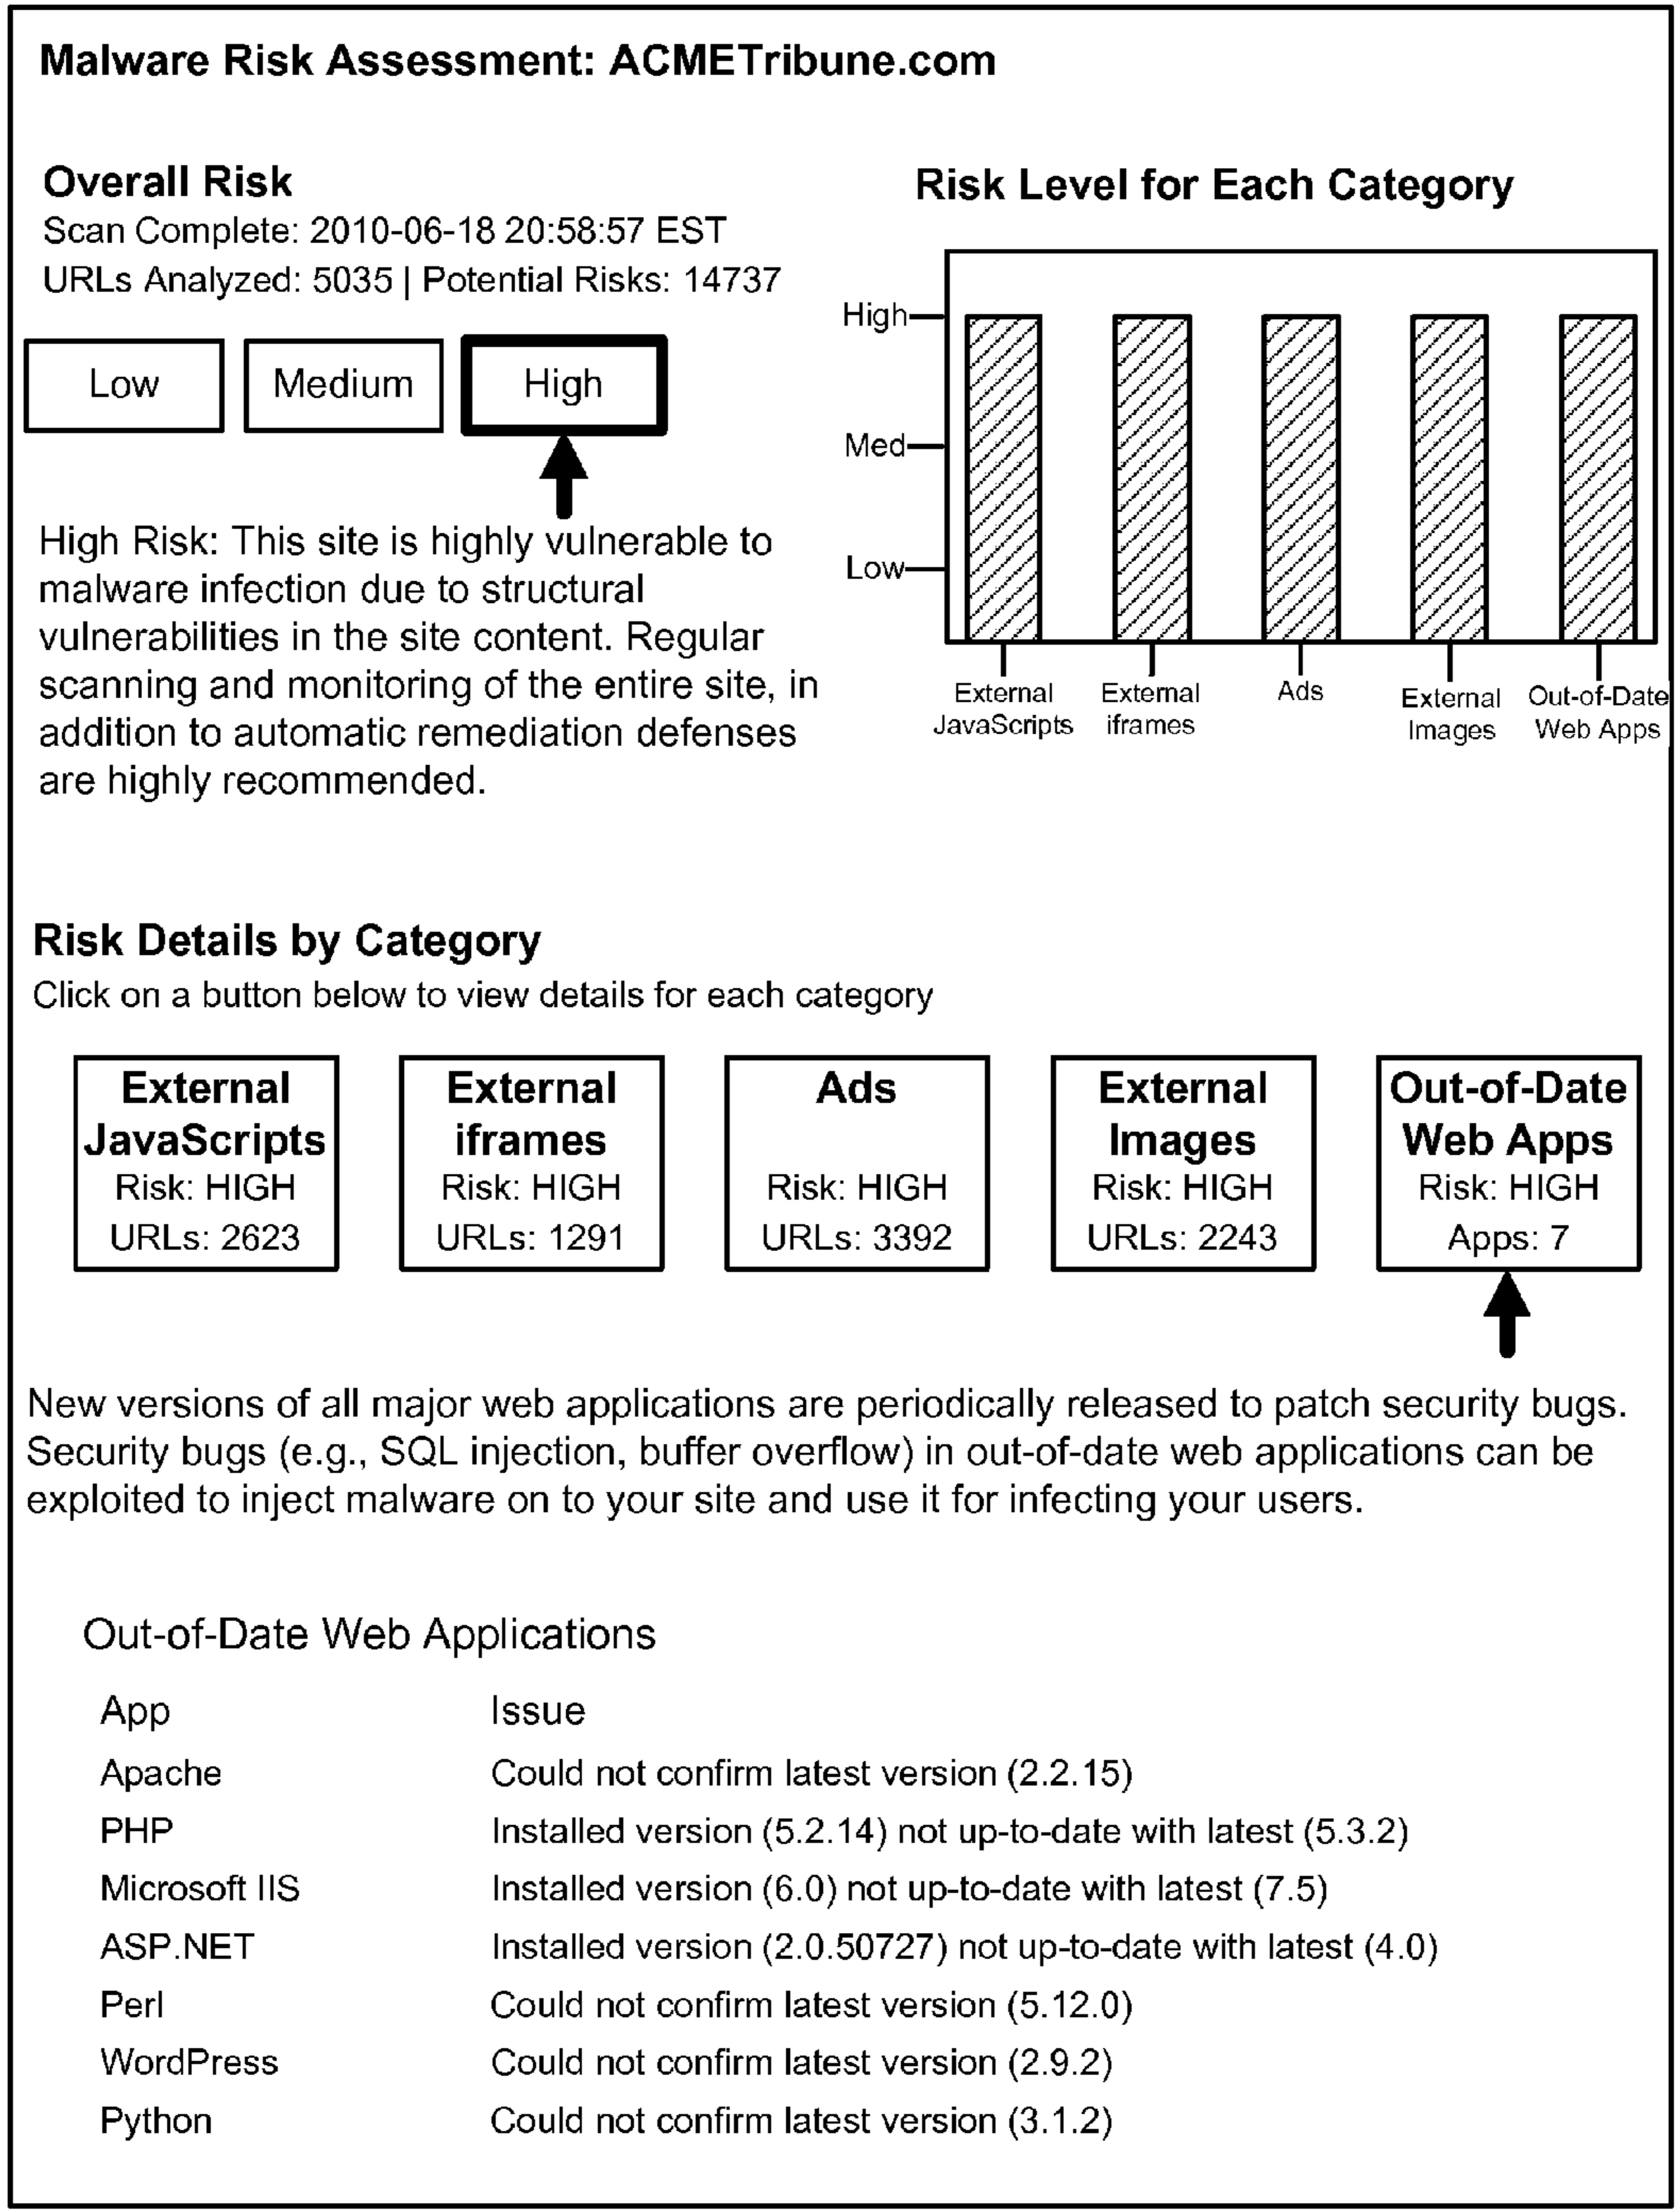 Malware Risk Assessment: ACMETribune.com
Overall Risk
Scan Complete: 2010-06-18 20:58:57 EST
URLs Analyzed: 5035 | Potential Risks: 14737
Low
Medium
High
High Risk: This site is highly vulnerable to
malware infection due to structural
vulnerabilities in the site content. Regular
scanning and monitoring of the entire site, in
addition to automatic remediation defenses
are highly recommended.
Risk Level for Each Category
High
Med
Low
External
JavaScripts
External
iframes
Ads
External
Images
Out-of-Date
Web Apps
Risk Details by Category
Click on a button below to view details for each category
External
JavaScripts
Risk: HIGH
URLs: 2623
External
iframes
Risk: HIGH
URLs: 1291
Ads
Risk: HIGH
URLs: 3392
External
Images
Risk: HIGH
URLs: 2243
Out-of-Date
Web Apps
Risk: HIGH
Apps: 7
New versions of all major web applications are periodically released to patch security bugs.
Security bugs (e.g., SQL injection, buffer overflow) in out-of-date web applications can be
exploited to inject malware on to your site and use it for infecting your users.
Out-of-Date Web Applications
App Issue
Apache Could not confirm latest version (2.2.15)
PHP Installed version (5.2.14) not up-to-date with latest (5.3.2)
Microsoft IIS Installed version (6.0) not up-to-date with latest (7.5)
ASP.NET Installed version (2.0.50727) not up-to-date with latest (4.0)
Perl Could not confirm latest version (5.12.0)
WordPress Could not confirm latest version (2.9.2)
Python Could not confirm latest version (3.1.2)